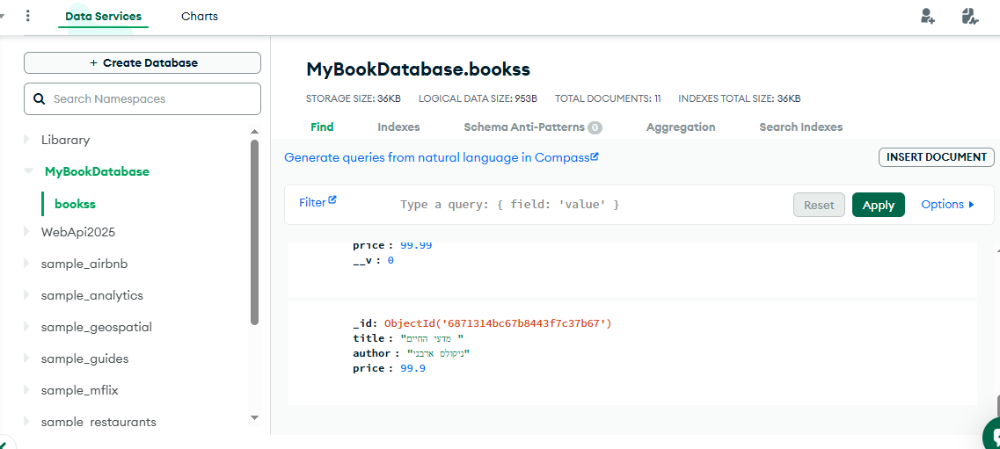 Data Services
Charts
+ Create Database
Search Namespaces
Librarary
MyBookDatabase
bookss
WebApi2025
sample_airbnb
sample_analytics
sample_geospatial
sample_guides
sample_mflix
sample_restaurants
MyBookDatabase.bookss
STORAGE SIZE: 36KB LOGICAL DATA SIZE: 953B TOTAL DOCUMENTS: 11 INDEXES TOTAL SIZE: 36KB
Find Indexes Schema Anti-Patterns 0 Aggregation Search Indexes
Generate queries from natural language in Compass
INSERT DOCUMENT
Filter
Type a query: { field: 'value' }
Reset
Apply
Options
price : 99.99
__v : 0
_id: ObjectId('6871314bc67b8443f7c37b67')
title : "מדעי החיים "
author : "ניקולס ארבני"
price : 99.9